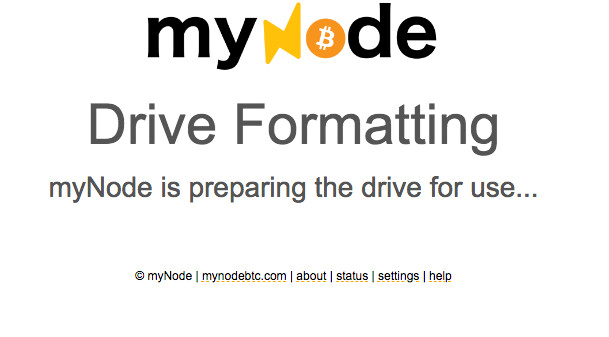 myNode
Drive Formatting
myNode is preparing the drive for use...
© myNode | mynodebtc.com | about | status | settings | help